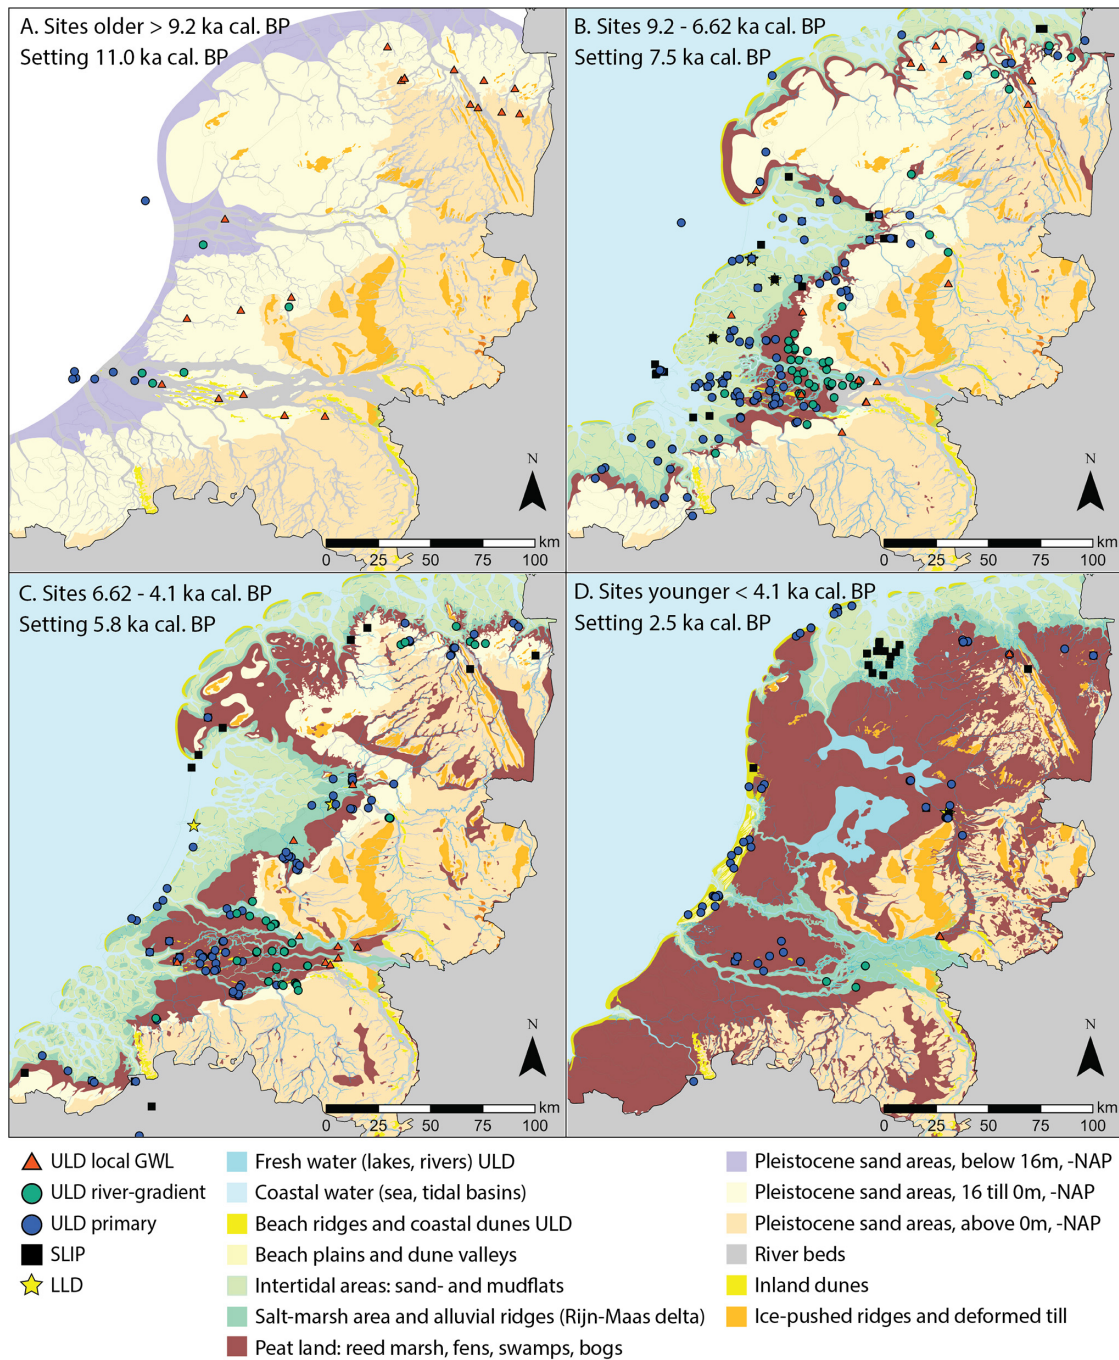 A. Sites older > 9.2 ka cal. BP
Setting 11.0 ka cal. BP
N
km
0 25 50 75 100
B. Sites 9.2 - 6.62 ka cal. BP
Setting 7.5 ka cal. BP
N
km
0 25 50 75 100
C. Sites 6.62 - 4.1 ka cal. BP
Setting 5.8 ka cal. BP
N
km
0 25 50 75 100
D. Sites younger < 4.1 ka cal. BP
Setting 2.5 ka cal. BP
N
km
0 25 50 75 100
ULD local GWL
ULD river-gradient
ULD primary
SLIP
LLD
Fresh water (lakes, rivers) ULD
Coastal water (sea, tidal basins)
Beach ridges and coastal dunes ULD
Beach plains and dune valleys
Intertidal areas: sand- and mudflats
Salt-marsh area and alluvial ridges (Rijn-Maas delta)
Peat land: reed marsh, fens, swamps, bogs
Pleistocene sand areas, below 16m, -NAP
Pleistocene sand areas, 16 till 0m, -NAP
Pleistocene sand areas, above 0m, -NAP
River beds
Inland dunes
Ice-pushed ridges and deformed till